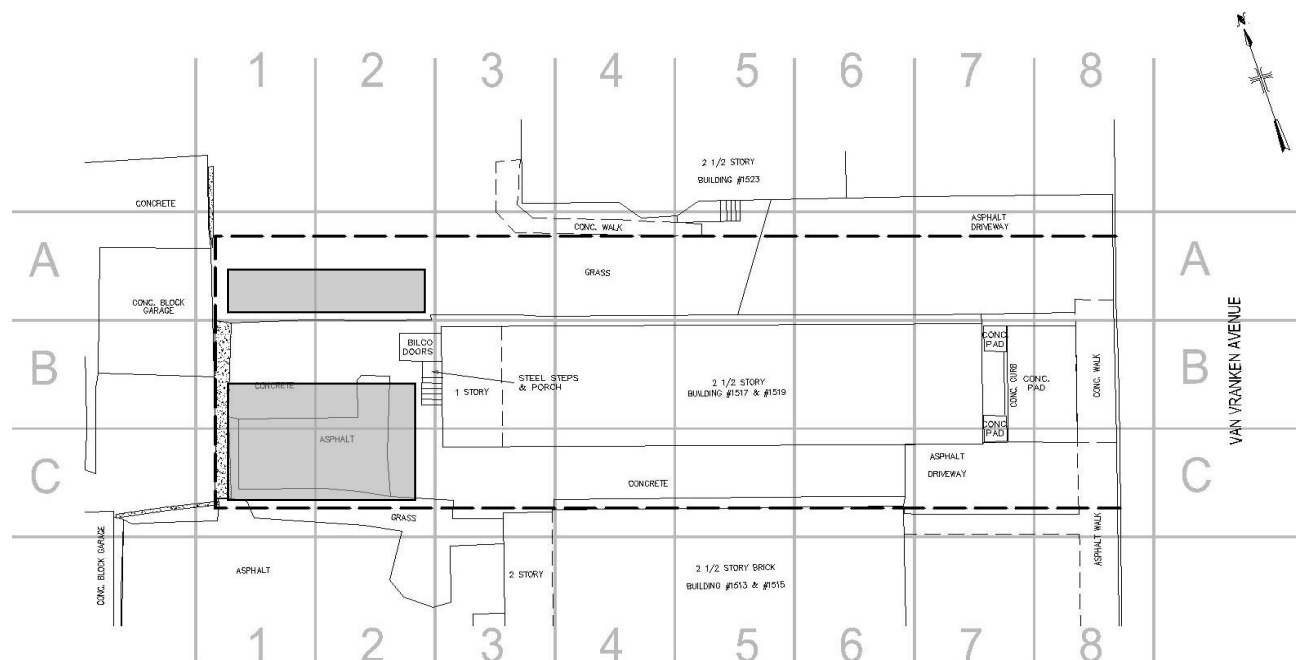 N
1 2 3 4 5 6 7 8
2 1/2 STORY
BUILDING #1523
CONCRETE
ASPHALT
DRIVEWAY
CONC. WALK
A
GRASS
A
CONC. BLOCK
GARAGE
VAN VRANKEN AVENUE
BILCO
DOORS
CONC.
PAD
B
CONCRETE
STEEL STEPS
& PORCH
1 STORY
2 1/2 STORY
BUILDING #1517 & #1519
CONC. CURB
CONC.
PAD
CONC. WALK
B
CONC.
PAD
ASPHALT
C
ASPHALT
DRIVEWAY
CONCRETE
C
GRASS
ASPHALT WALK
CONC. BLOCK GARAGE
ASPHALT
2 STORY
2 1/2 STORY BRICK
BUILDING #1513 & #1515
1 2 3 4 5 6 7 8